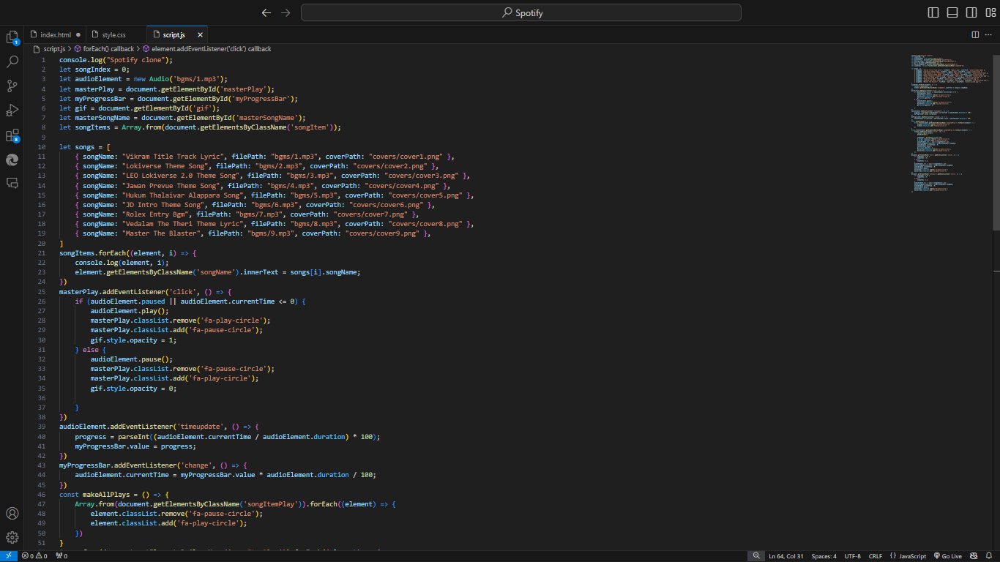 Spotify
index.html
style.css
script.js
script.js > forEach() callback > element.addEventListener('click') callback
1 console.log("Spotify clone");
2 let songIndex = 0;
3 let audioElement = new Audio('bgms/1.mp3');
4 let masterPlay = document.getElementById('masterPlay');
5 let myProgressBar = document.getElementById('myProgressBar');
6 let gif = document.getElementById('gif');
7 let masterSongName = document.getElementById('masterSongName');
8 let songItems = Array.from(document.getElementsByClassName('songItem'));
9
10 let songs = [
11 { songName: "Vikram Title Track Lyric", filePath: "bgms/1.mp3", coverPath: "covers/cover1.png" },
12 { songName: "Lokiverse Theme Song", filePath: "bgms/2.mp3", coverPath: "covers/cover2.png" },
13 { songName: "LEO Lokiverse 2.0 Theme Song", filePath: "bgms/3.mp3", coverPath: "covers/cover3.png" },
14 { songName: "Jawan Prevue Theme Song", filePath: "bgms/4.mp3", coverPath: "covers/cover4.png" },
15 { songName: "Hukum Thalaivar Alappara Song", filePath: "bgms/5.mp3", coverPath: "covers/cover5.png" },
16 { songName: "JD Intro Theme Song", filePath: "bgms/6.mp3", coverPath: "covers/cover6.png" },
17 { songName: "Rolex Entry Bgm", filePath: "bgms/7.mp3", coverPath: "covers/cover7.png" },
18 { songName: "Vedalam The Theri Theme Lyric", filePath: "bgms/8.mp3", coverPath: "covers/cover8.png" },
19 { songName: "Master The Blaster", filePath: "bgms/9.mp3", coverPath: "covers/cover9.png" },
20 ]
21 songItems.forEach((element, i) => {
22 console.log(element, i);
23 element.getElementsByClassName('songName').innerText = songs[i].songName;
24 })
25 masterPlay.addEventListener('click', () => {
26 if (audioElement.paused || audioElement.currentTime <= 0) {
27 audioElement.play();
28 masterPlay.classList.remove('fa-play-circle');
29 masterPlay.classList.add('fa-pause-circle');
30 gif.style.opacity = 1;
31 } else {
32 audioElement.pause();
33 masterPlay.classList.remove('fa-pause-circle');
34 masterPlay.classList.add('fa-play-circle');
35 gif.style.opacity = 0;
36
37 }
38 })
39 audioElement.addEventListener('timeupdate', () => {
40 progress = parseInt((audioElement.currentTime / audioElement.duration) * 100);
41 myProgressBar.value = progress;
42 })
43 myProgressBar.addEventListener('change', () => {
44 audioElement.currentTime = myProgressBar.value * audioElement.duration / 100;
45 })
46 const makeAllPlays = () => {
47 Array.from(document.getElementsByClassName('songItemPlay')).forEach((element) => {
48 element.classList.remove('fa-pause-circle');
49 element.classList.add('fa-play-circle');
50 })
51 }
1
8
0 0 0
Ln 64, Col 31 Spaces: 4 UTF-8 CRLF {} JavaScript Go Live